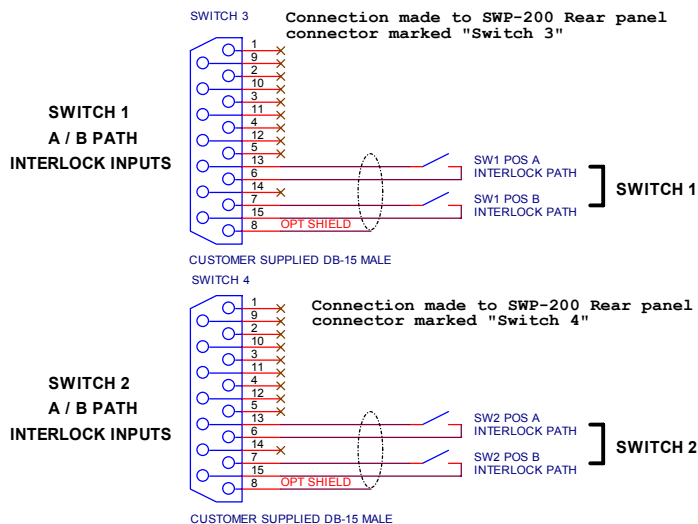 SWITCH 3
Connection made to SWP-200 Rear panel
connector marked "Switch 3"
SWITCH 1
A / B PATH
INTERLOCK INPUTS
1
9
2
10
3
11
4
12
5
13
6
14
7
15
8
OPT SHIELD
SW1 POS A
INTERLOCK PATH
SW1 POS B
INTERLOCK PATH
SWITCH 1
CUSTOMER SUPPLIED DB-15 MALE
SWITCH 4
Connection made to SWP-200 Rear panel
connector marked "Switch 4"
SWITCH 2
A / B PATH
INTERLOCK INPUTS
1
9
2
10
3
11
4
12
5
13
6
14
7
15
8
OPT SHIELD
SW2 POS A
INTERLOCK PATH
SW2 POS B
INTERLOCK PATH
SWITCH 2
CUSTOMER SUPPLIED DB-15 MALE